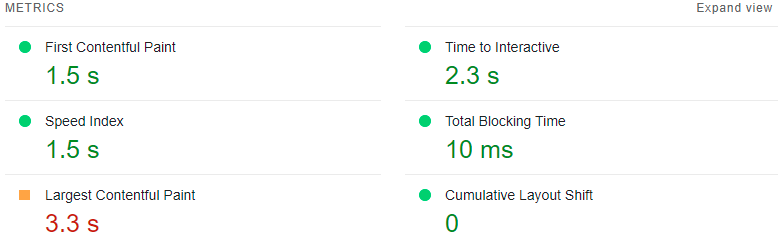 METRICS
Expand view
First Contentful Paint
1.5 s
Time to Interactive
2.3 s
Speed Index
1.5 s
Total Blocking Time
10 ms
Largest Contentful Paint
3.3 s
Cumulative Layout Shift
0